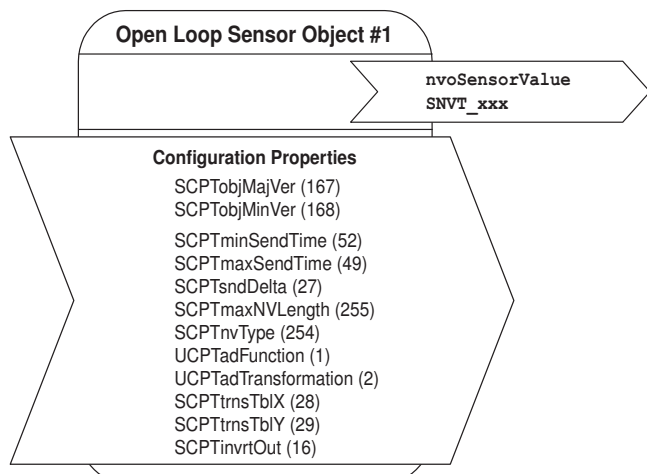 Open Loop Sensor Object #1
nvoSensorValue
SNVT_xxx
Configuration Properties
SCPTobjMajVer (167)
SCPTobjMinVer (168)
SCPTminSendTime (52)
SCPTmaxSendTime (49)
SCPTsndDelta (27)
SCPTmaxNVLength (255)
SCPTnvType (254)
UCPTadFunction (1)
UCPTadTransformation (2)
SCPTtrnsTblX (28)
SCPTtrnsTblY (29)
SCPTinvrtOut (16)